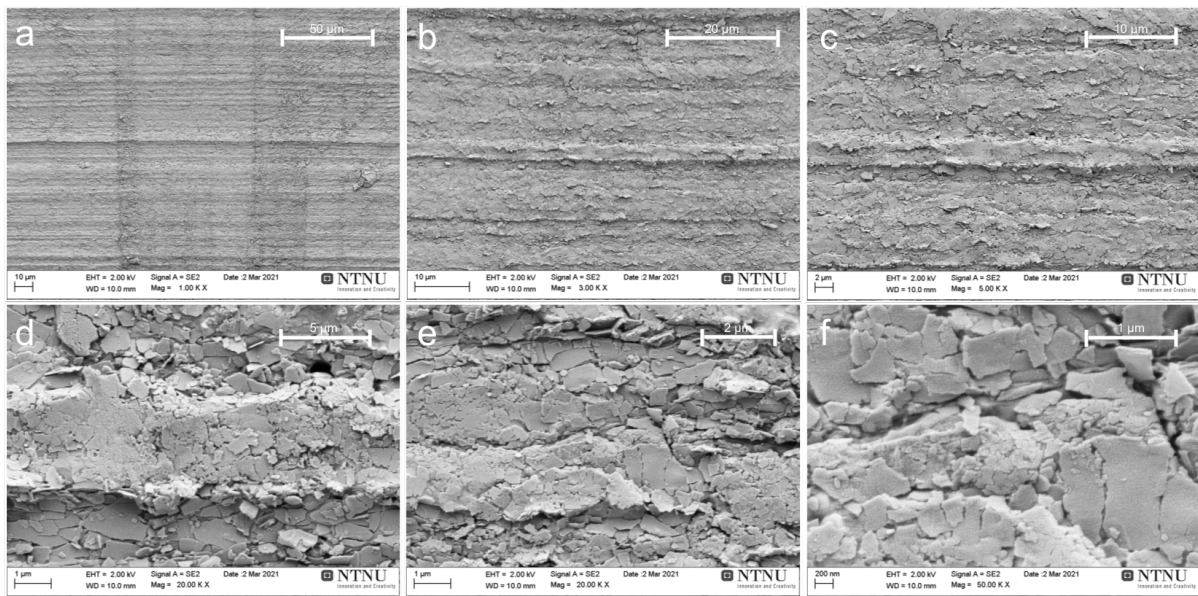 a
50 µm
b
20 µm
c
10 µm
10 µm
EHT = 2.00 kV
Signal A = SE2
Date :2 Mar 2021
WD = 10.0 mm
Mag = 1.00 K X
NTNU
Innovation and Creativity
10 µm
EHT = 2.00 kV
Signal A = SE2
Date :2 Mar 2021
WD = 10.0 mm
Mag = 3.00 K X
NTNU
Innovation and Creativity
2 µm
EHT = 2.00 kV
Signal A = SE2
Date :2 Mar 2021
WD = 10.0 mm
Mag = 5.00 K X
NTNU
Innovation and Creativity
d
5 µm
e
2 µm
f
1 µm
1 µm
EHT = 2.00 kV
Signal A = SE2
Date :2 Mar 2021
WD = 10.0 mm
Mag = 20.00 K X
NTNU
Innovation and Creativity
1 µm
EHT = 2.00 kV
Signal A = SE2
Date :2 Mar 2021
WD = 10.0 mm
Mag = 20.00 K X
NTNU
Innovation and Creativity
200 nm
EHT = 2.00 kV
Signal A = SE2
Date :2 Mar 2021
WD = 10.0 mm
Mag = 50.00 K X
NTNU
Innovation and Creativity